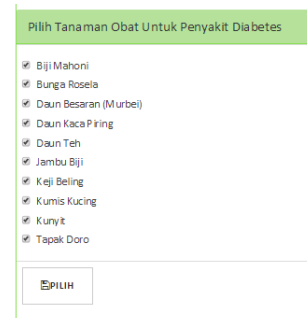 Pilih Tanaman Obat Untuk Penyakit Diabetes
Biji Mahoni
Bunga Rosela
Daun Besaran (Murbei)
Daun Kaca Piring
Daun Teh
Jambu Biji
Keji Beling
Kumis Kucing
Kunyit
Tapak Doro
PILIH